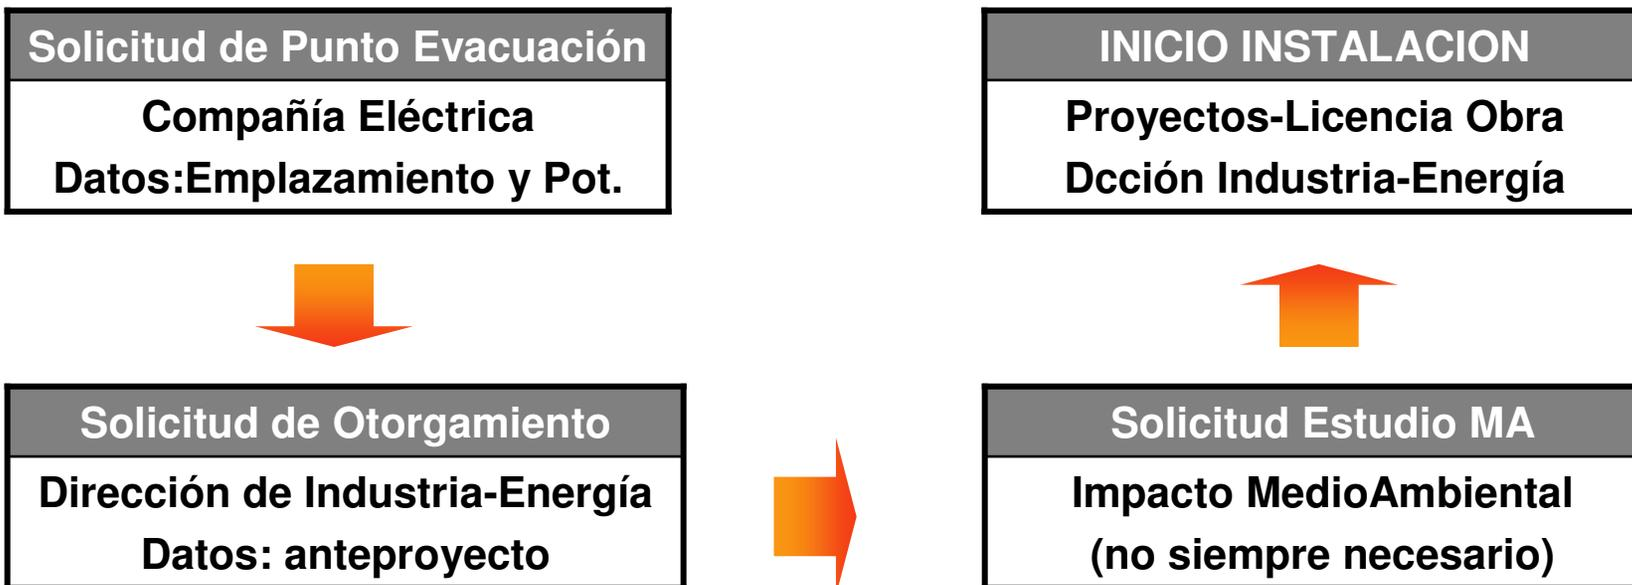 Solicitud de Punto Evacuación
Compañía Eléctrica
Datos:Emplazamiento y Pot.
INICIO INSTALACION
Proyectos-Licencia Obra
Dcción Industria-Energía
Solicitud de Otorgamiento
Dirección de Industria-Energía
Datos: anteproyecto
Solicitud Estudio MA
Impacto MedioAmbiental
(no siempre necesario)